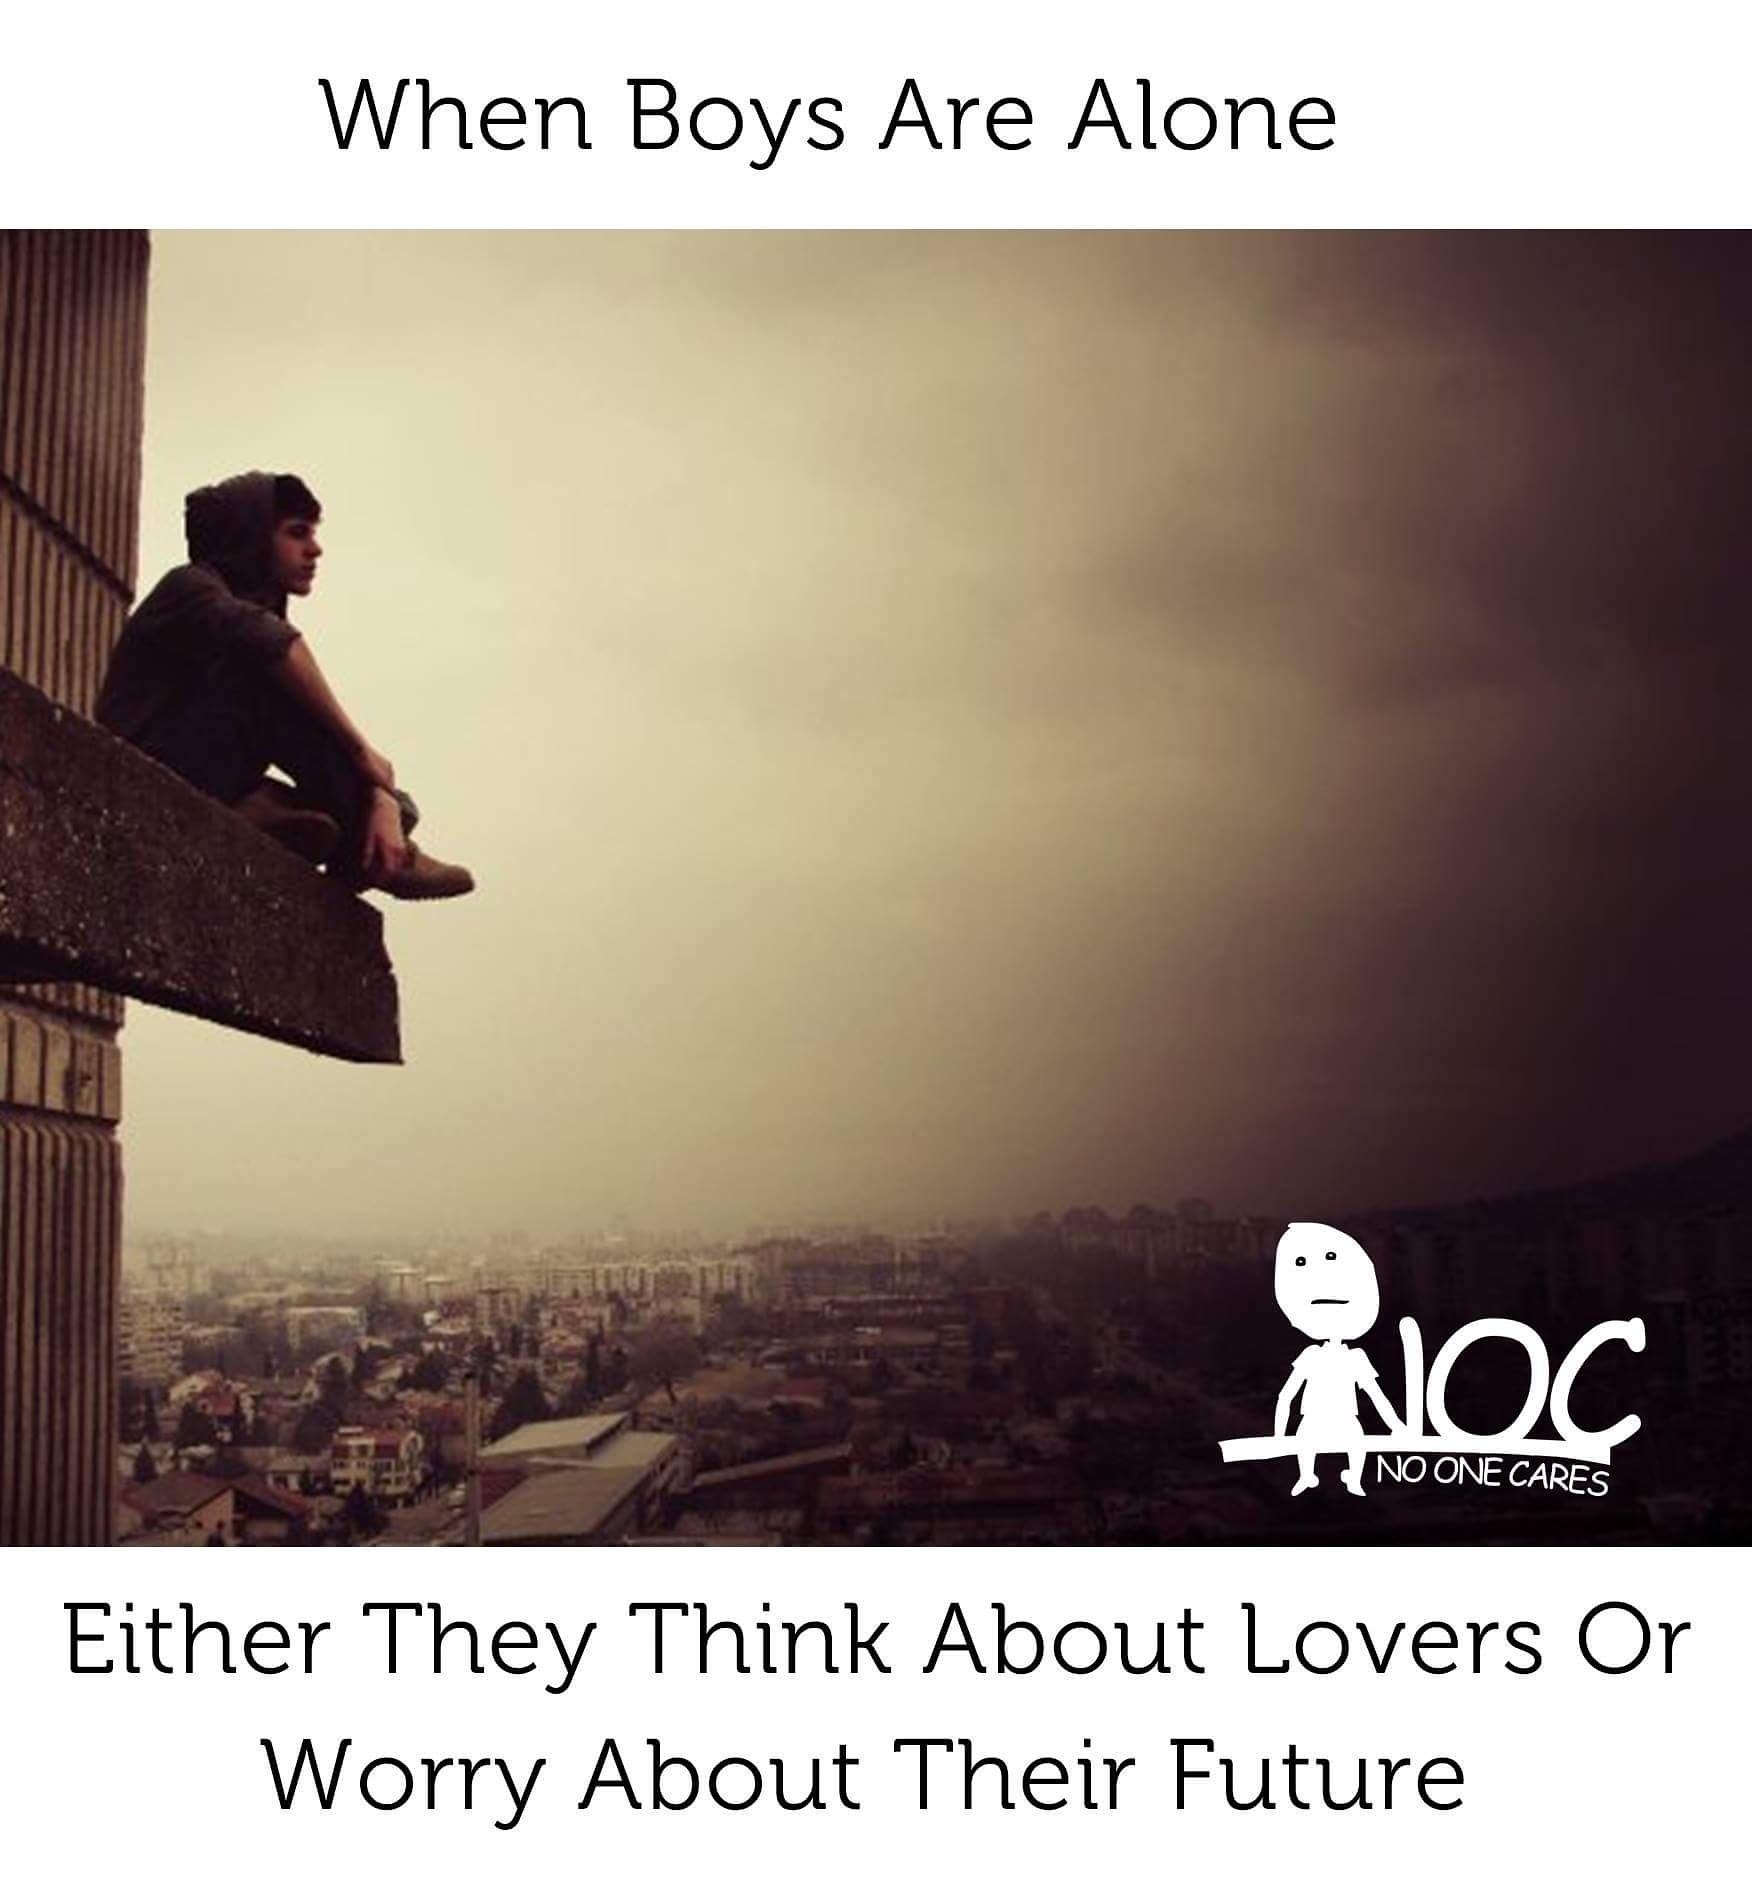 When Boys Are Alone
NOC
NO ONE CARES
Either They Think About Lovers Or
Worry About Their Future